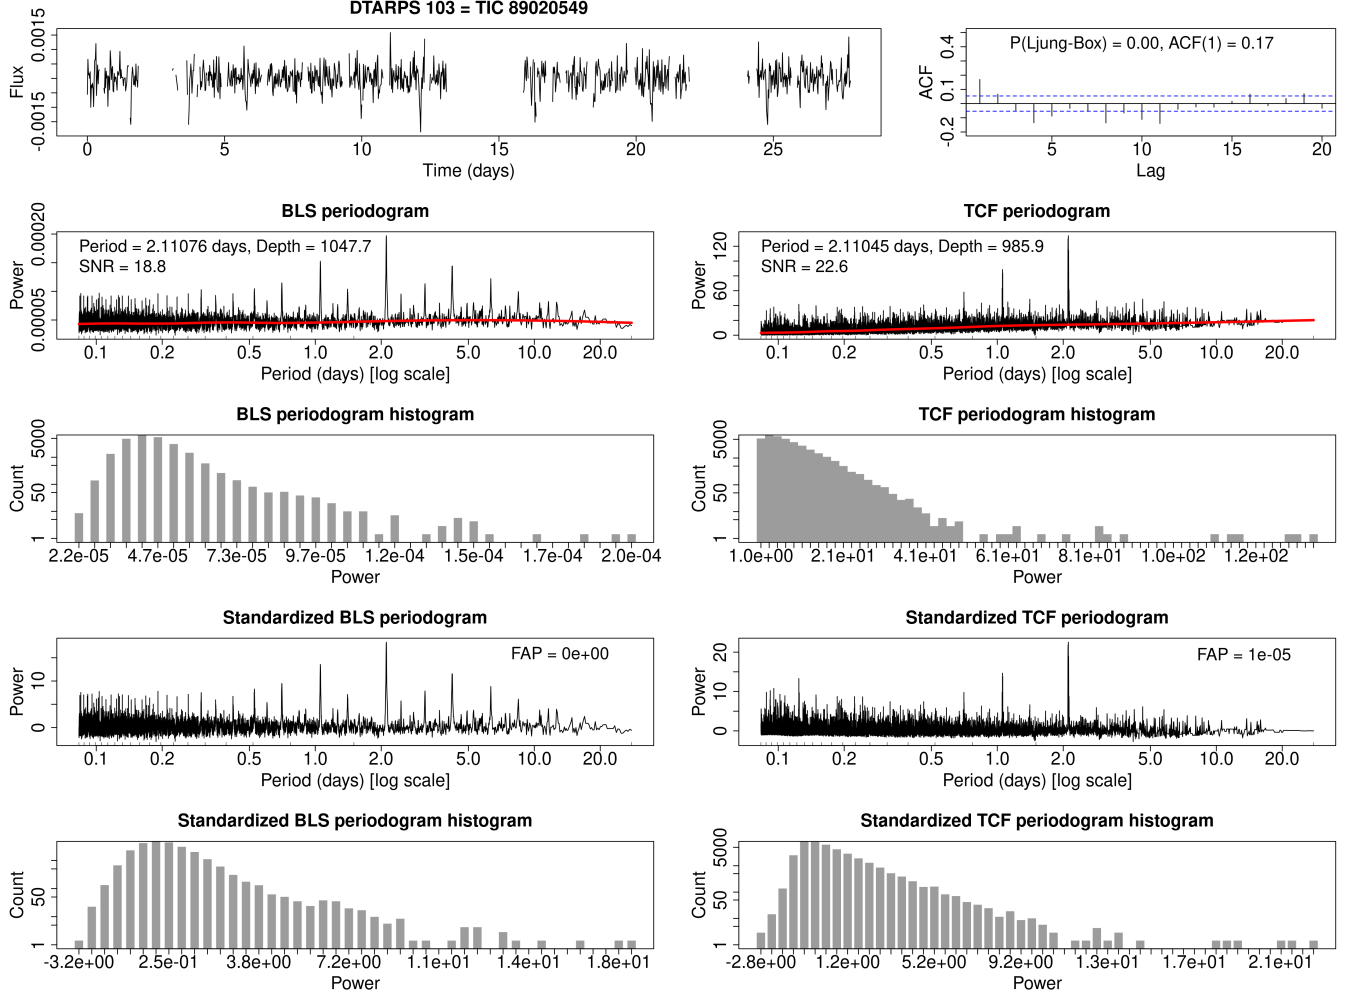 DTARPS 103 = TIC 89020549
Flux
-0.0015 0.0015
0 5 10 15 20 25
Time (days)
P(Ljung-Box) = 0.00, ACF(1) = 0.17
ACF
-0.2 0.1 0.4
5 10 15 20
Lag
BLS periodogram
Period = 2.11076 days, Depth = 1047.7
SNR = 18.8
Power
0.00005 0.00020
0.1 0.2 0.5 1.0 2.0 5.0 10.0 20.0
Period (days) [log scale]
TCF periodogram
Period = 2.11045 days, Depth = 985.9
SNR = 22.6
Power
0 60 120
0.1 0.2 0.5 1.0 2.0 5.0 10.0 20.0
Period (days) [log scale]
BLS periodogram histogram
Count
1 50 5000
2.2e-05 4.7e-05 7.3e-05 9.7e-05 1.2e-04 1.5e-04 1.7e-04 2.0e-04
Power
TCF periodogram histogram
Count
1 50 5000
1.0e+00 2.1e+01 4.1e+01 6.1e+01 8.1e+01 1.0e+02 1.2e+02
Power
Standardized BLS periodogram
FAP = 0e+00
Power
0 10
0.1 0.2 0.5 1.0 2.0 5.0 10.0 20.0
Period (days) [log scale]
Standardized TCF periodogram
FAP = 1e-05
Power
0 10 20
0.1 0.2 0.5 1.0 2.0 5.0 10.0 20.0
Period (days) [log scale]
Standardized BLS periodogram histogram
Count
1 50
-3.2e+00 2.5e-01 3.8e+00 7.2e+00 1.1e+01 1.4e+01 1.8e+01
Power
Standardized TCF periodogram histogram
Count
1 50 5000
-2.8e+00 1.2e+00 5.2e+00 9.2e+00 1.3e+01 1.7e+01 2.1e+01
Power